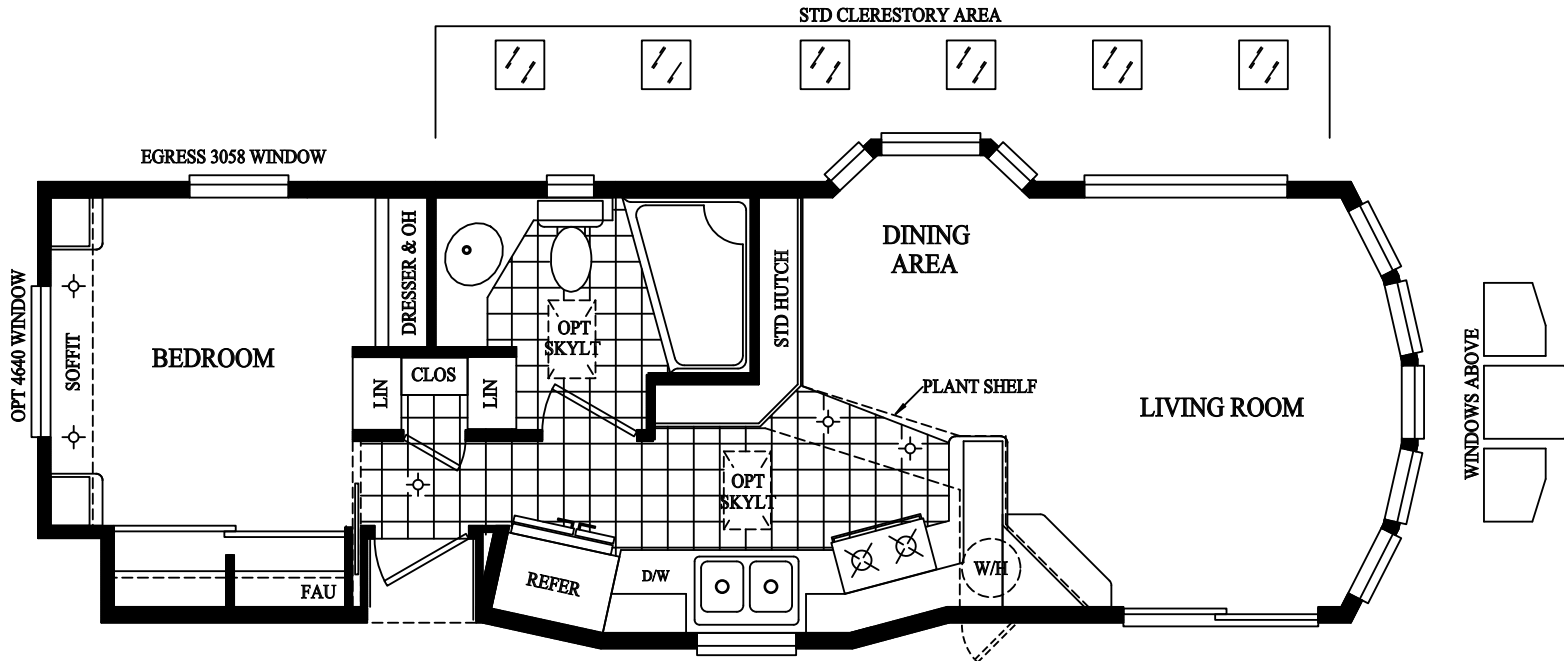 STD CLERESTORY AREA
EGRESS 3058 WINDOW
OPT 4640 WINDOW
SOFFIT
BEDROOM
DRESSER & OH
LIN
CLOS
LIN
OPT
SKYLT
STD HUTCH
DINING
AREA
PLANT SHELF
LIVING ROOM
WINDOWS ABOVE
OPT
SKYLT
FAU
REFER
D/W
W/H